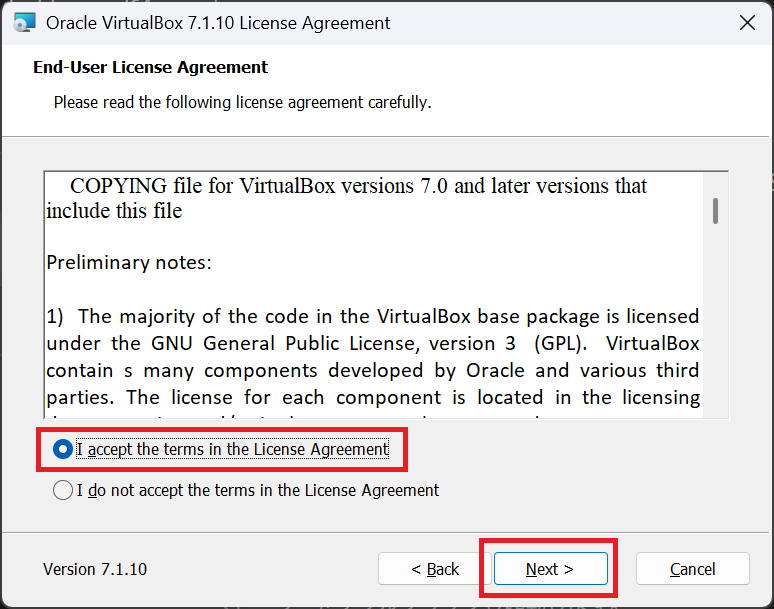 Oracle VirtualBox 7.1.10 License Agreement
End-User License Agreement
Please read the following license agreement carefully.
COPYING file for VirtualBox versions 7.0 and later versions that
include this file
Preliminary notes:
1) The majority of the code in the VirtualBox base package is licensed
under the GNU General Public License, version 3 (GPL). VirtualBox
contain s many components developed by Oracle and various third
parties. The license for each component is located in the licensing
I accept the terms in the License Agreement
I do not accept the terms in the License Agreement
Version 7.1.10
< Back
Next >
Cancel